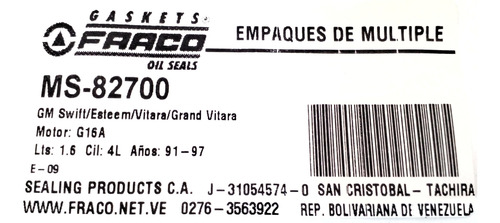 GASKETS
FRACO
OIL SEALS
EMPAQUES DE MULTIPLE
MS-82700
GM Swift/Esteem/Vitara/Grand Vitara
Motor: G16A
Lts: 1.6 Cil: 4L Años: 91-97
E-09
SEALING PRODUCTS C.A. J-31054574-0 SAN CRISTOBAL - TACHIRA
WWW.FRACO.NET.VE 0276-3563922 REP. BOLIVARIANA DE VENEZUELA